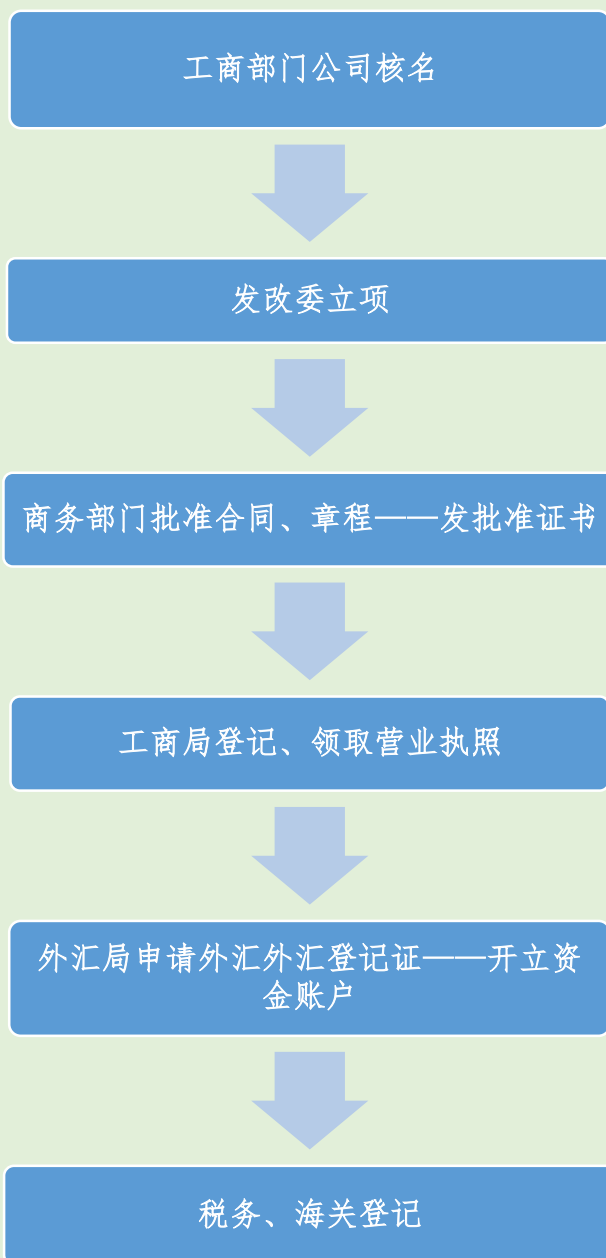 工商部门公司核名
发改委立项
商务部门批准合同、章程——发批准证书
工商局登记、领取营业执照
外汇局申请外汇外汇登记证——开立资
金账户
税务、海关登记